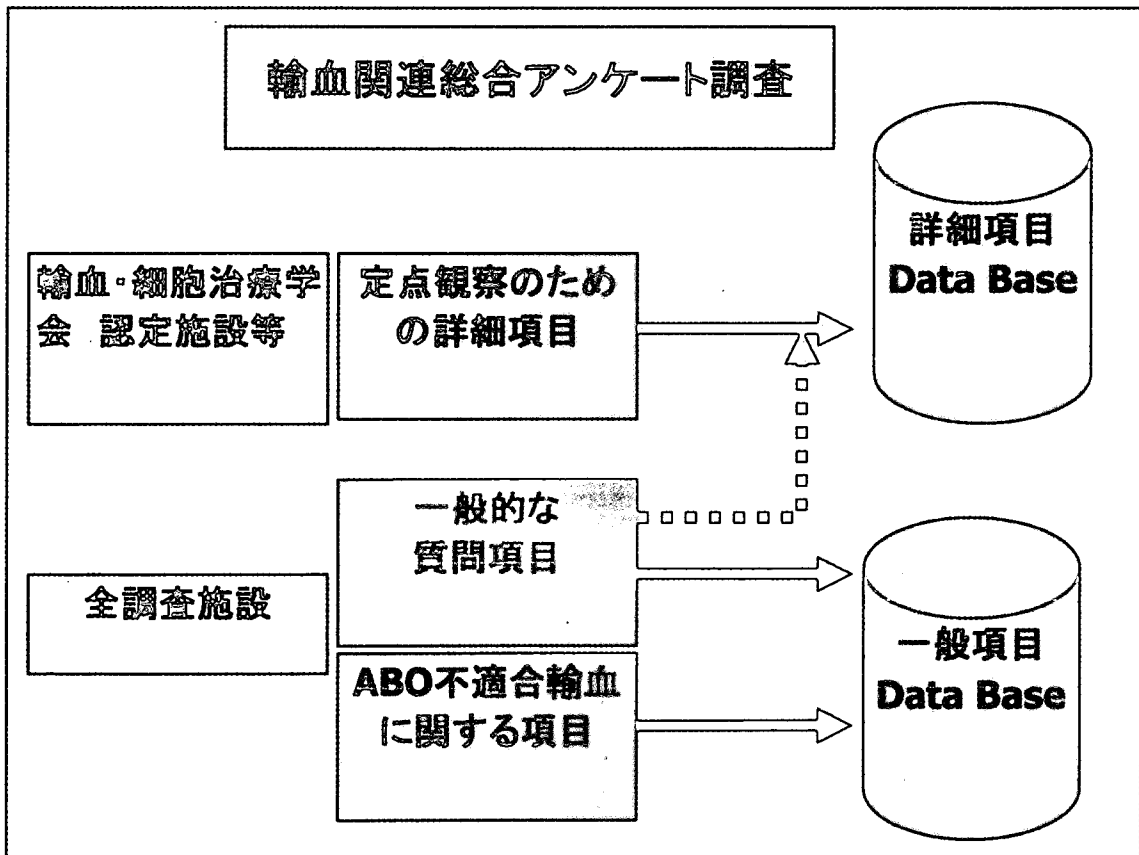 輸血関連総合アンケート調査
詳細項目
Data Base
輸血・細胞治療学
会 認定施設等
定点観察のため
の詳細項目
一般的な
質問項目
全調査施設
ABO不適合輸血
に関する項目
一般項目
Data Base